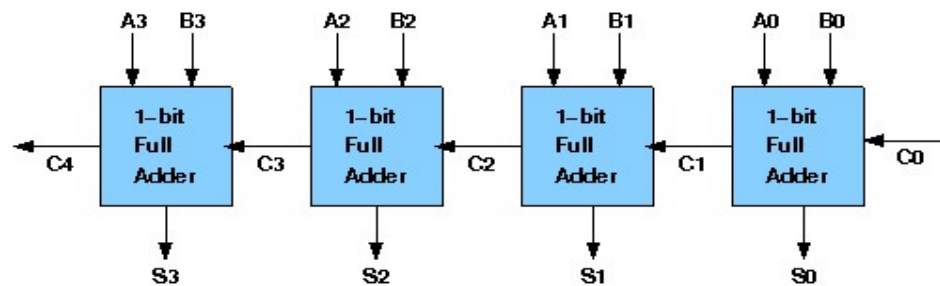 A3 B3 A2 B2 A1 B1 A0 B0
1-bit 1-bit 1-bit 1-bit
Full Full Full Full
C4 C3 C2 C1 C0
Adder Adder Adder Adder
S3 S2 S1 S0